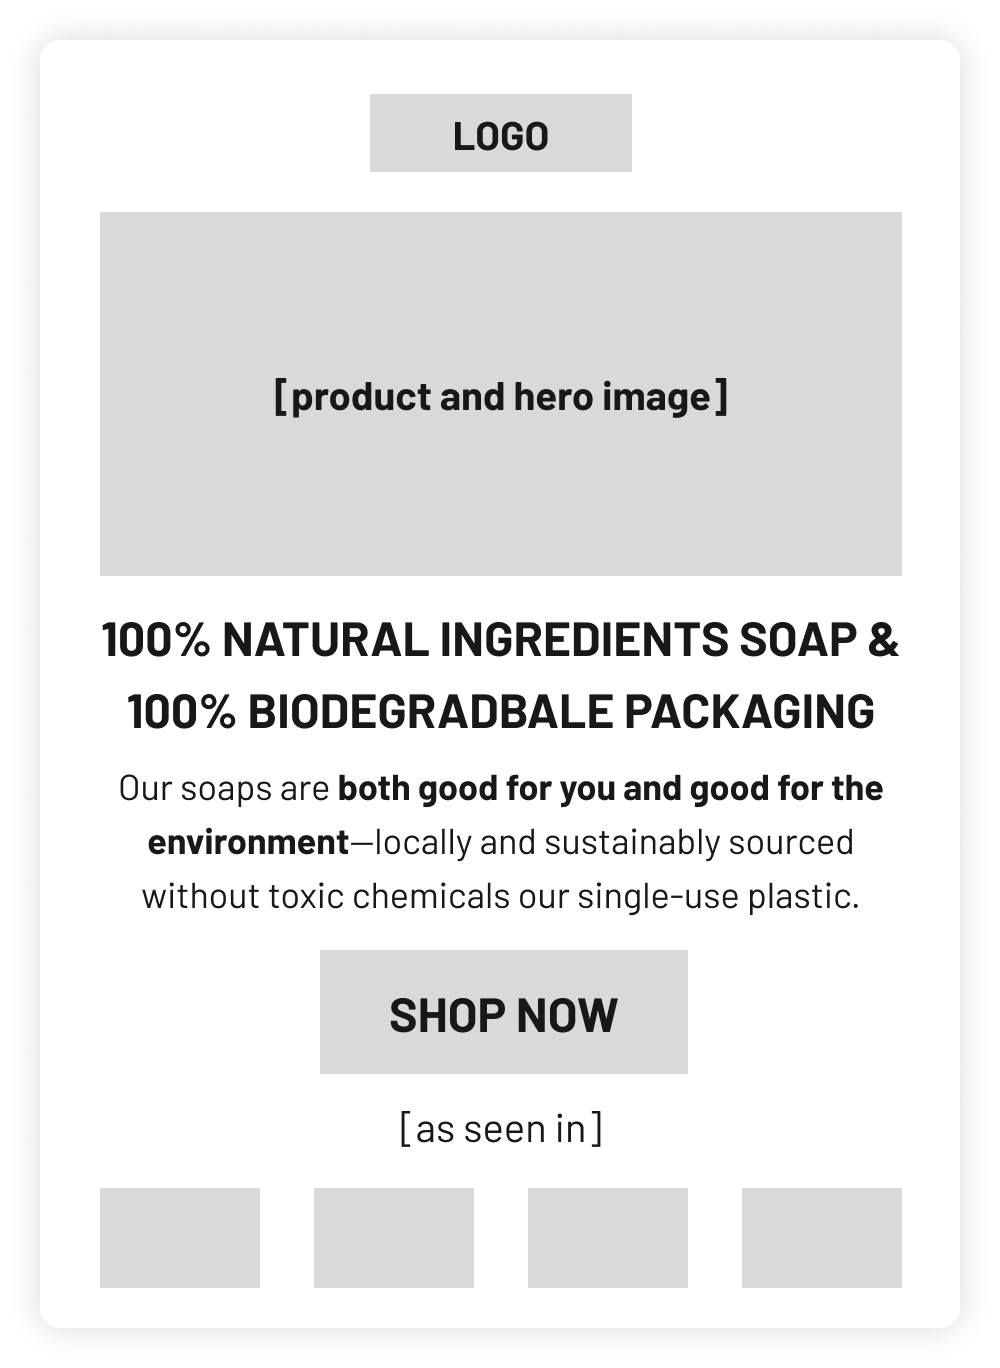 LOGO
[product and hero image]
100% NATURAL INGREDIENTS SOAP &
100% BIODEGRADBALE PACKAGING
Our soaps are both good for you and good for the
environment—locally and sustainably sourced
without toxic chemicals our single-use plastic.
SHOP NOW
[as seen in]